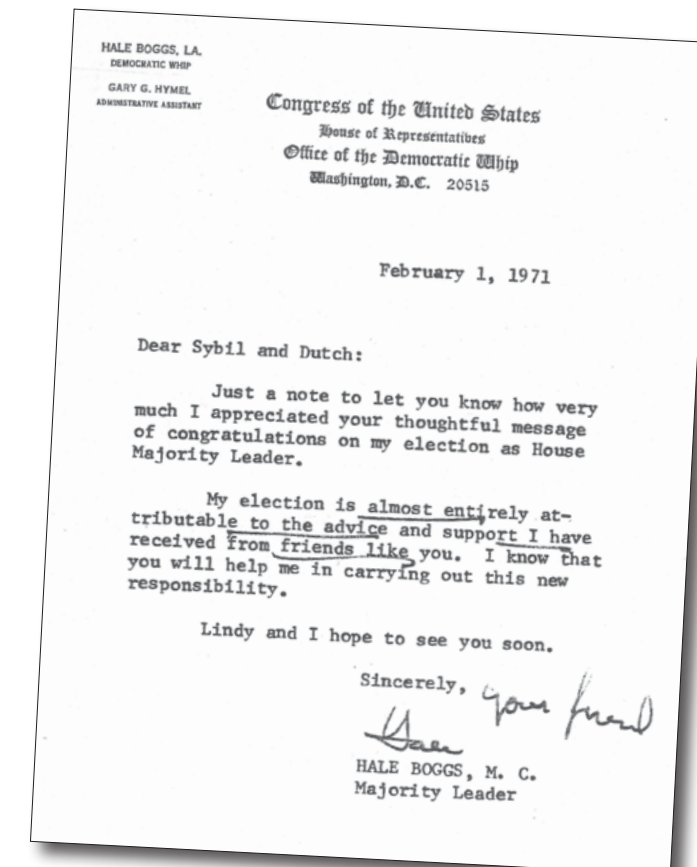 HALE BOGGS, LA.
DEMOCRATIC WHIP
GARY G. HYMEL
ADMINISTRATIVE ASSISTANT
Congress of the United States
House of Representatives
Office of the Democratic Whip
Washington, D.C. 20515
February 1, 1971
Dear Sybil and Dutch:
Just a note to let you know how very
much I appreciated your thoughtful message
of congratulations on my election as House
Majority Leader.
My election is almost entirely at-
tributable to the advice and support I have
received from friends like you. I know that
you will help me in carrying out this new
responsibility.
Lindy and I hope to see you soon.
Sincerely, your friend
Hale
HALE BOGGS, M. C.
Majority Leader